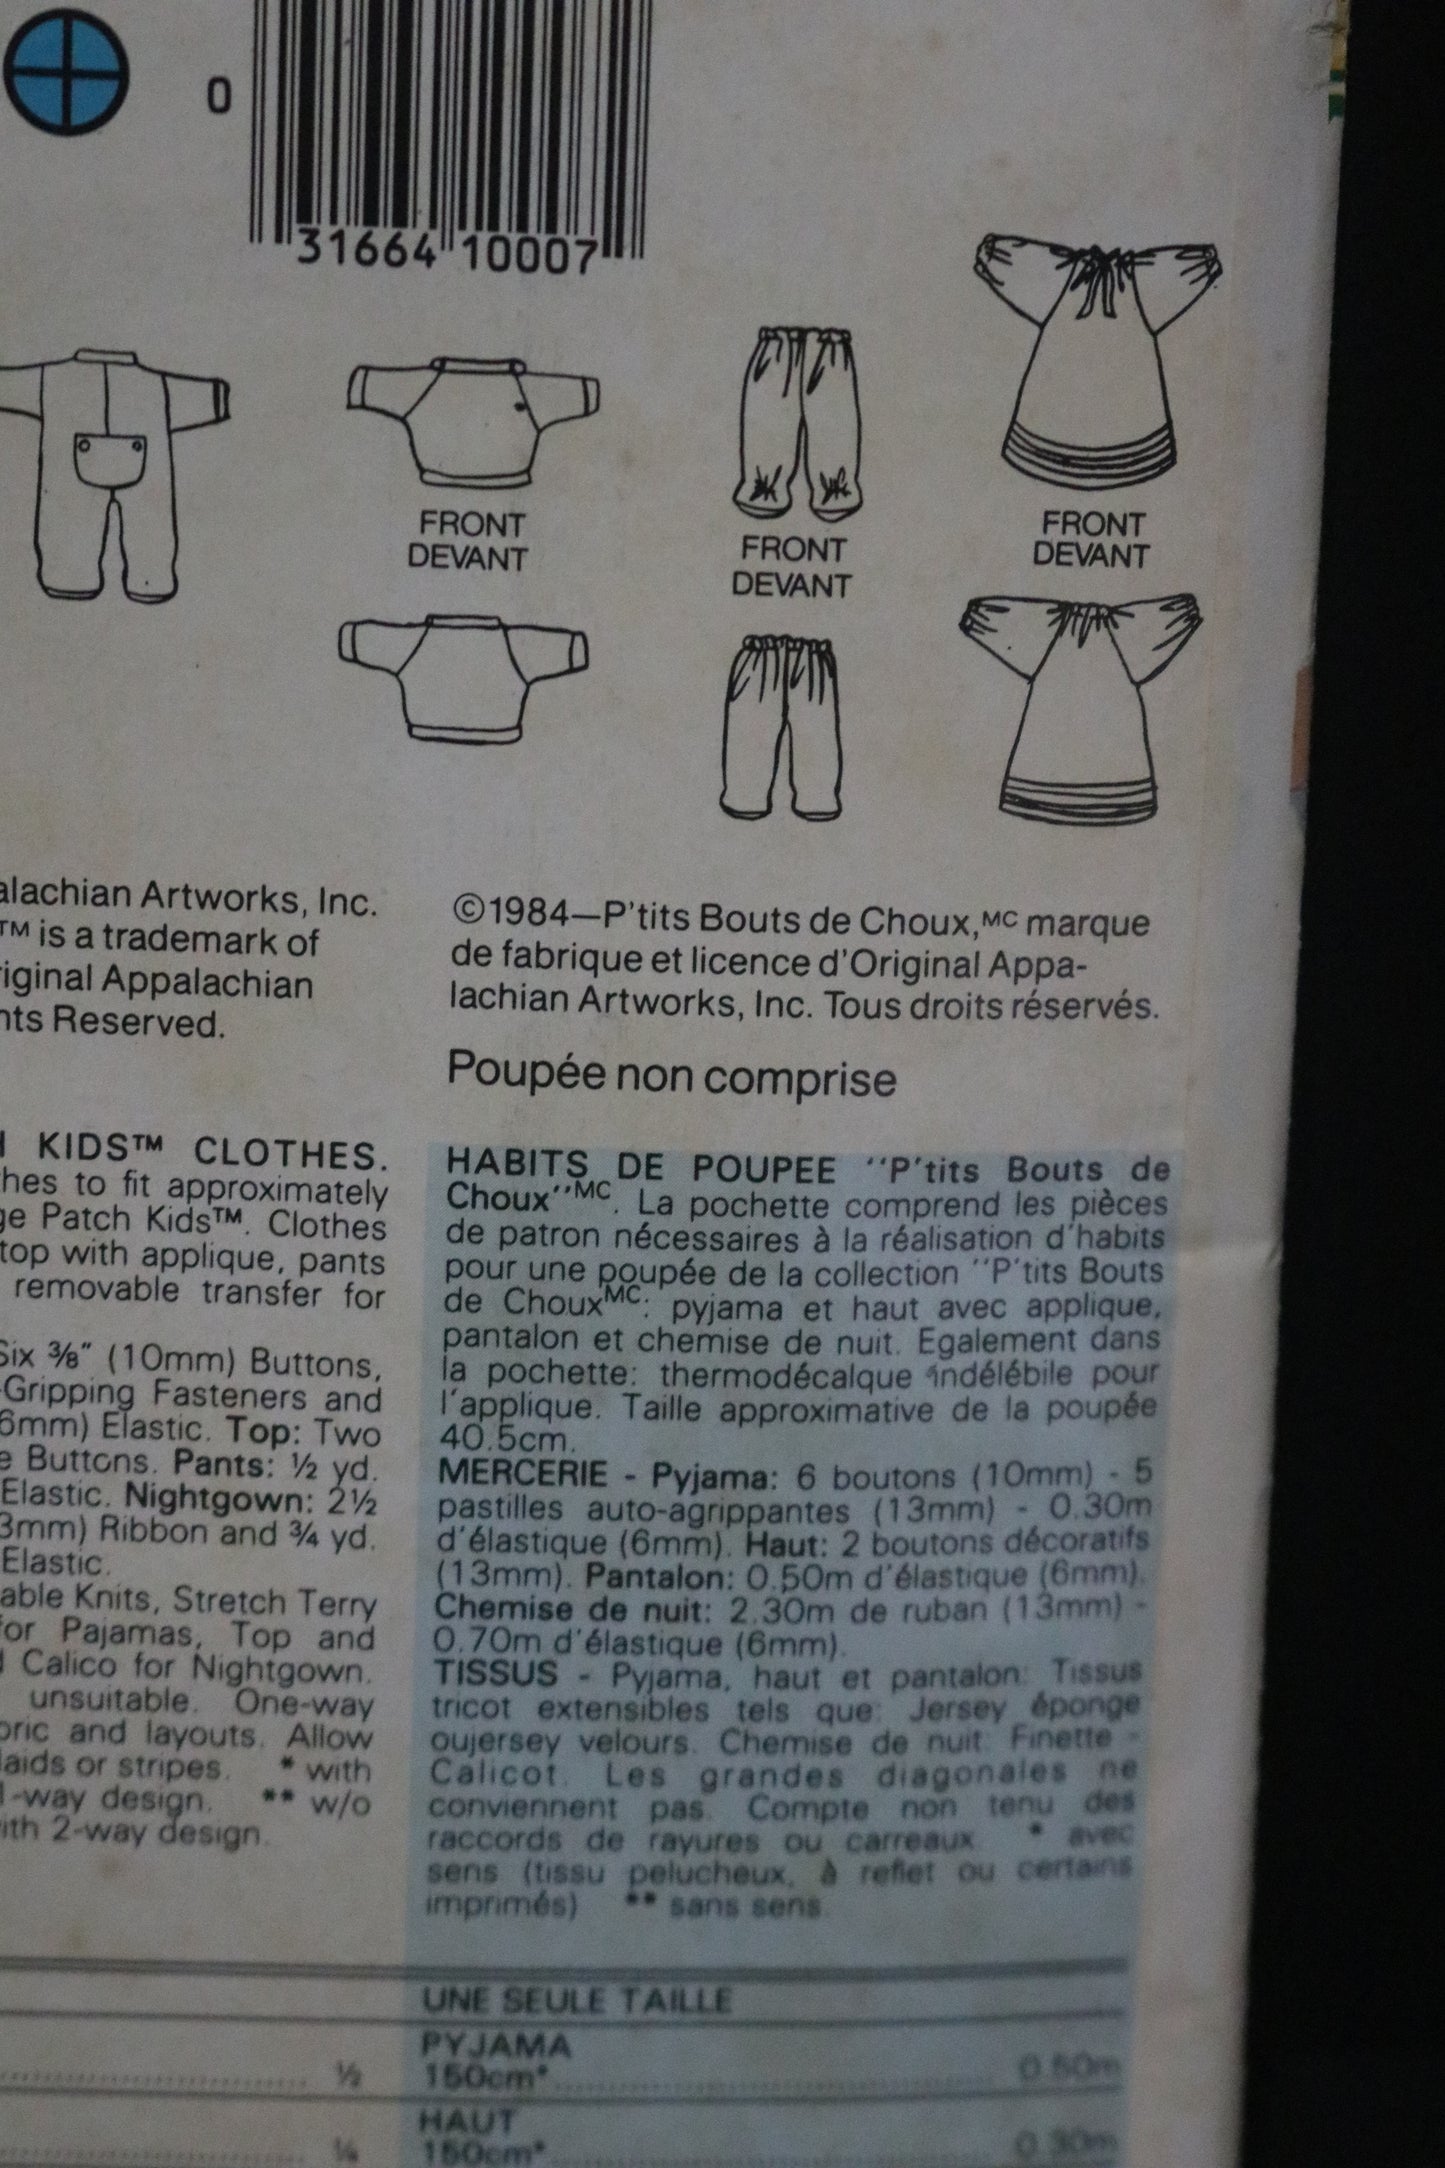 0
31664 10007
FRONT
DEVANT
FRONT
DEVANT
FRONT
DEVANT
alachian Artworks, Inc.
™ is a trademark of
riginal Appalachian
nts Reserved.
©1984—P'tits Bouts de Choux,MC marque
de fabrique et licence d'Original Appa-
lachian Artworks, Inc. Tous droits réservés.
Poupée non comprise
KIDS™ CLOTHES.
hes to fit approximately
ge Patch Kids™. Clothes
top with applique, pants
removable transfer for
Six ⅜" (10mm) Buttons,
-Gripping Fasteners and
6mm) Elastic. Top: Two
e Buttons. Pants: ½ yd.
Elastic. Nightgown: 2½
3mm) Ribbon and ¾ yd.
Elastic.
able Knits, Stretch Terry
for Pajamas, Top and
Calico for Nightgown.
unsuitable. One-way
bric and layouts. Allow
laids or stripes. * with
1-way design. ** w/o
ith 2-way design.
HABITS DE POUPEE ''P'tits Bouts de
Choux''MC. La pochette comprend les pièces
de patron nécessaires à la réalisation d'habits
pour une poupée de la collection ''P'tits Bouts
de ChouxMC: pyjama et haut avec applique,
pantalon et chemise de nuit. Egalement dans
la pochette: thermodécalque indélébile pour
l'applique. Taille approximative de la poupée
40.5cm.
MERCERIE - Pyjama: 6 boutons (10mm) - 5
pastilles auto-agrippantes (13mm) - 0.30m
d'élastique (6mm). Haut: 2 boutons décoratifs
(13mm). Pantalon: 0.50m d'élastique (6mm).
Chemise de nuit: 2.30m de ruban (13mm) -
0.70m d'élastique (6mm).
TISSUS - Pyjama, haut et pantalon: Tissus
tricot extensibles tels que: Jersey éponge
oujersey velours. Chemise de nuit: Finette -
Calicot. Les grandes diagonales ne
conviennent pas. Compte non tenu des
raccords de rayures ou carreaux. * avec
sens (tissu pelucheux, à reflet ou certains
imprimés) ** sans sens.
UNE SEULE TAILLE
PYJAMA
½ 150cm* 0.50m
HAUT
¼ 150cm* 0.30m